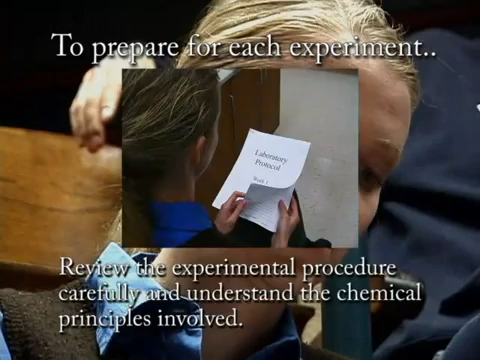 To prepare for each experiment..
Laboratory
Protocol
Week 1
Review the experimental procedure
carefully and understand the chemical
principles involved.